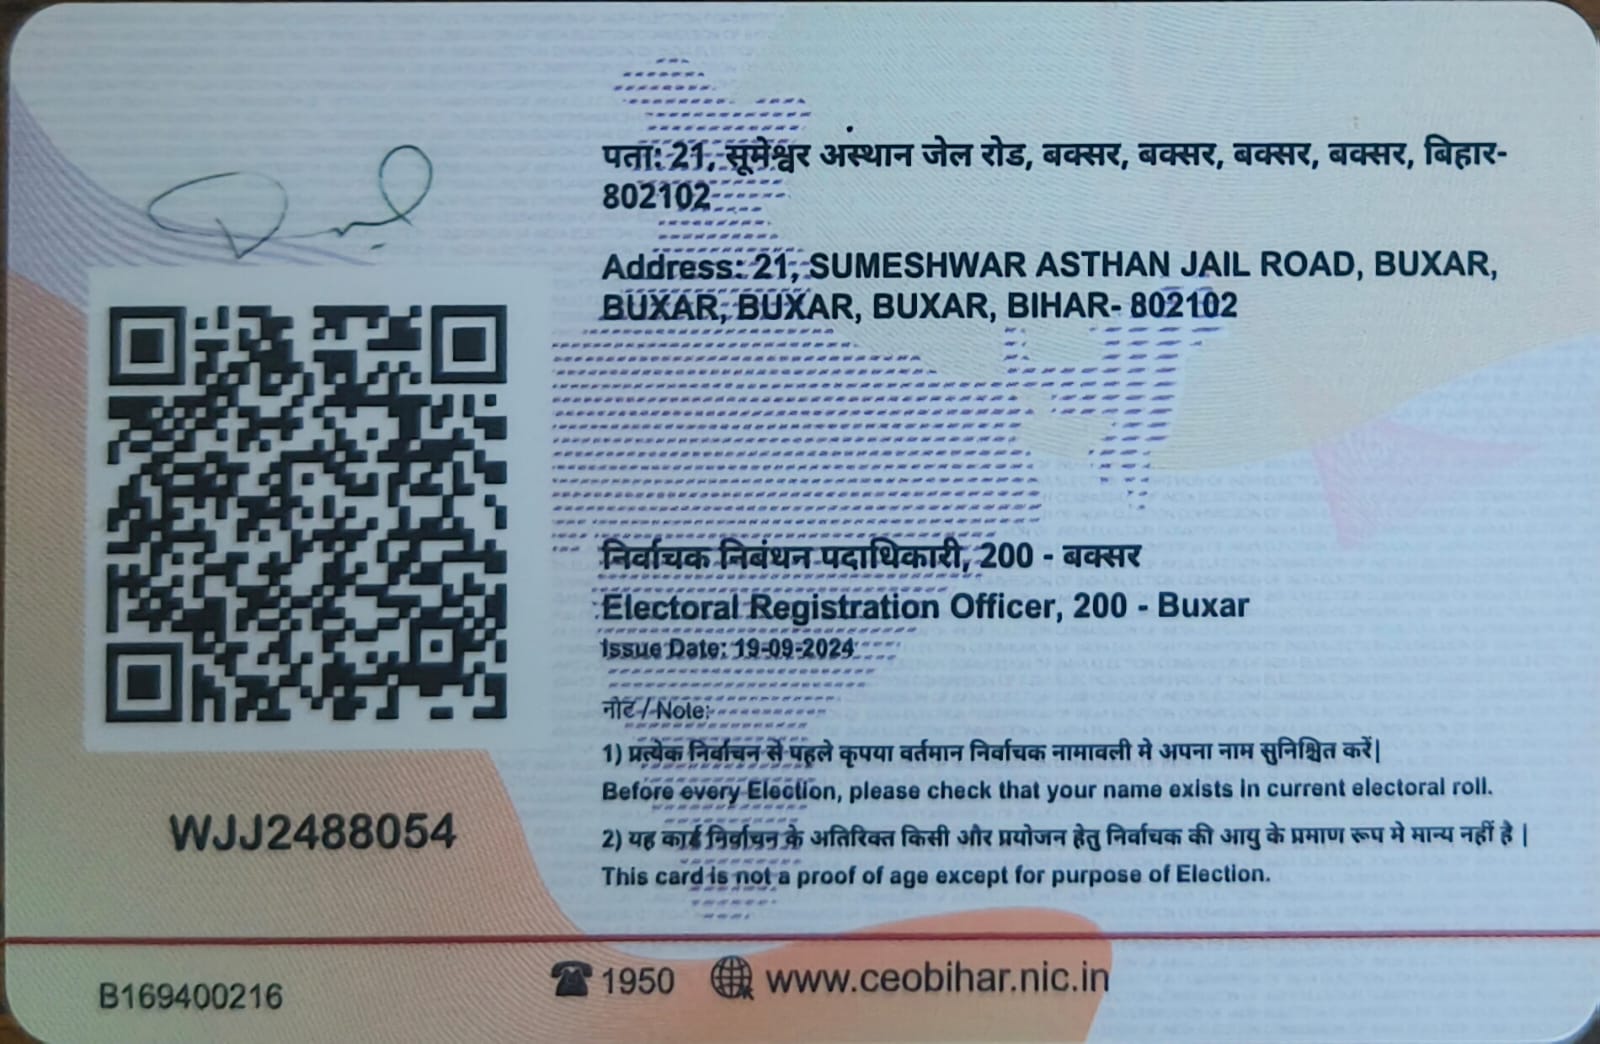 पता: 21, सूमेश्वर अंस्थान जेल रोड, बक्सर, बक्सर, बक्सर, बक्सर, बिहार-
802102
Address: 21, SUMESHWAR ASTHAN JAIL ROAD, BUXAR,
BUXAR, BUXAR, BUXAR, BIHAR- 802102
निर्वाचक निबंधन पदाधिकारी, 200 - बक्सर
Electoral Registration Officer, 200 - Buxar
Issue Date: 19-09-2024
नोट / Note:
1) प्रत्येक निर्वाचन से पहले कृपया वर्तमान निर्वाचक नामावली मे अपना नाम सुनिश्चित करें|
Before every Election, please check that your name exists in current electoral roll.
2) यह कार्ड निर्वाचन के अतिरिक्त किसी और प्रयोजन हेतु निर्वाचक की आयु के प्रमाण रूप मे मान्य नहीं है |
This card is not a proof of age except for purpose of Election.
WJJ2488054
B169400216
1950 www.ceobihar.nic.in